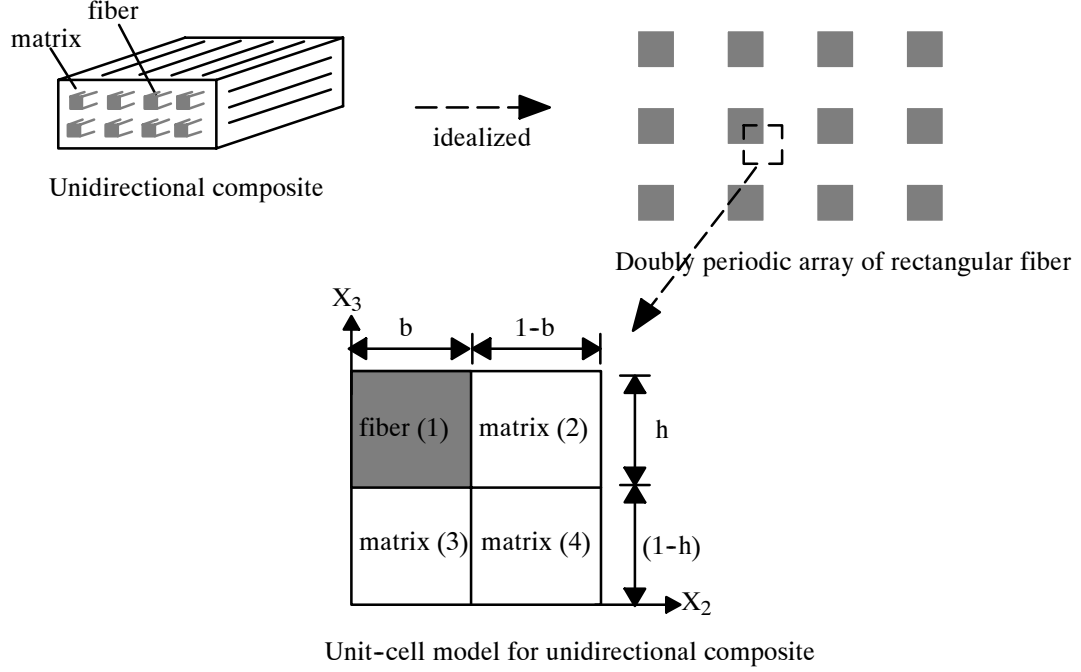 fiber
matrix
idealized
Unidirectional composite
Doubly periodic array of rectangular fiber
X3
b
1-b
fiber (1)
matrix (2)
h
matrix (3)
matrix (4)
(1-h)
X2
Unit-cell model for unidirectional composite